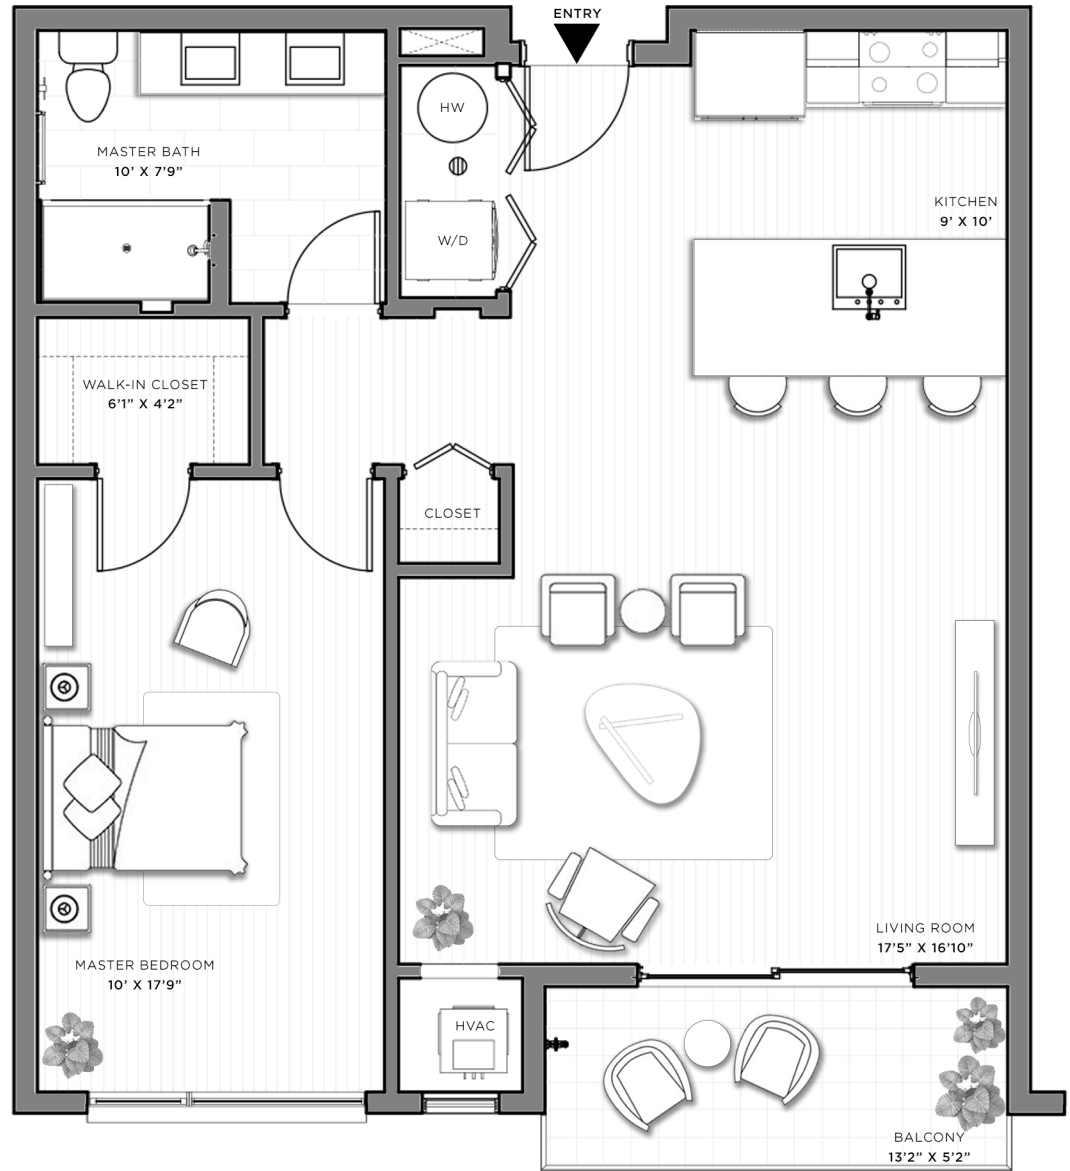 ENTRY
HW
MASTER BATH
10’ X 7’9”
KITCHEN
9’ X 10’
W/D
WALK-IN CLOSET
6’1” X 4’2”
CLOSET
LIVING ROOM
17’5” X 16’10”
MASTER BEDROOM
10’ X 17’9”
HVAC
BALCONY
13’2” X 5’2”